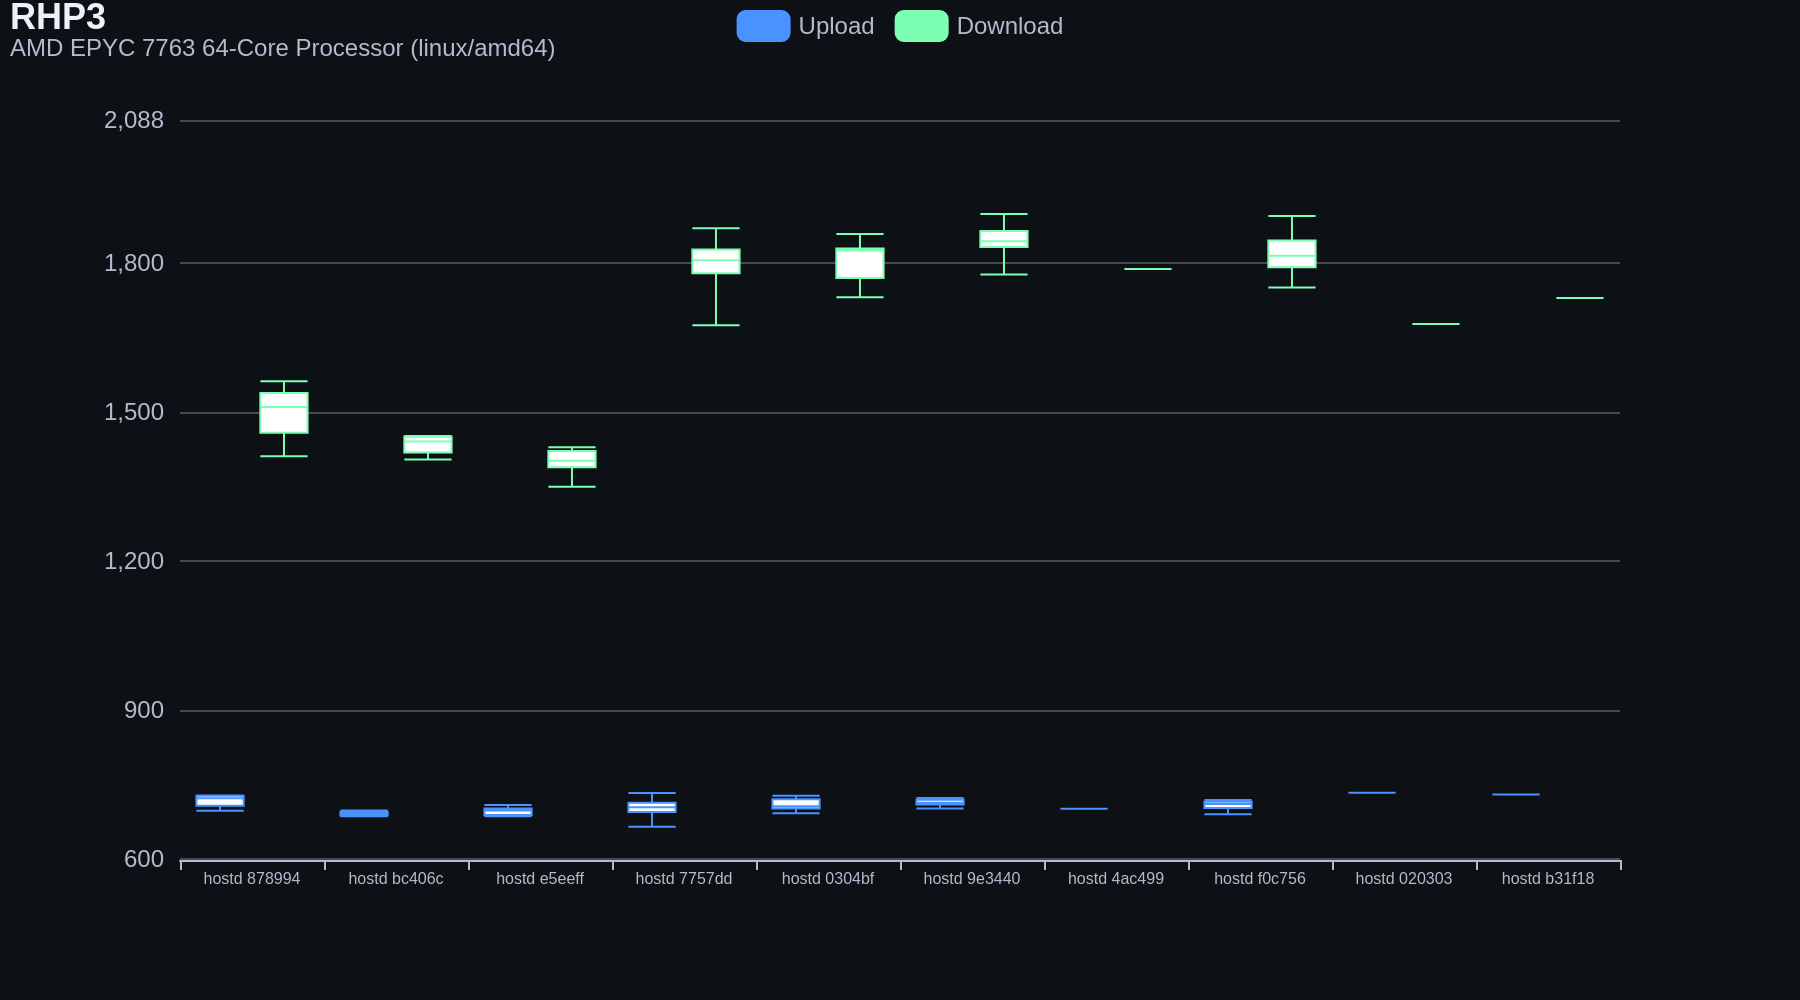 RHP3
AMD EPYC 7763 64-Core Processor (linux/amd64)
Upload Download
2,088
1,800
1,500
1,200
900
600
hostd 878994 hostd bc406c hostd e5eeff hostd 7757dd hostd 0304bf hostd 9e3440 hostd 4ac499 hostd f0c756 hostd 020303 hostd b31f18